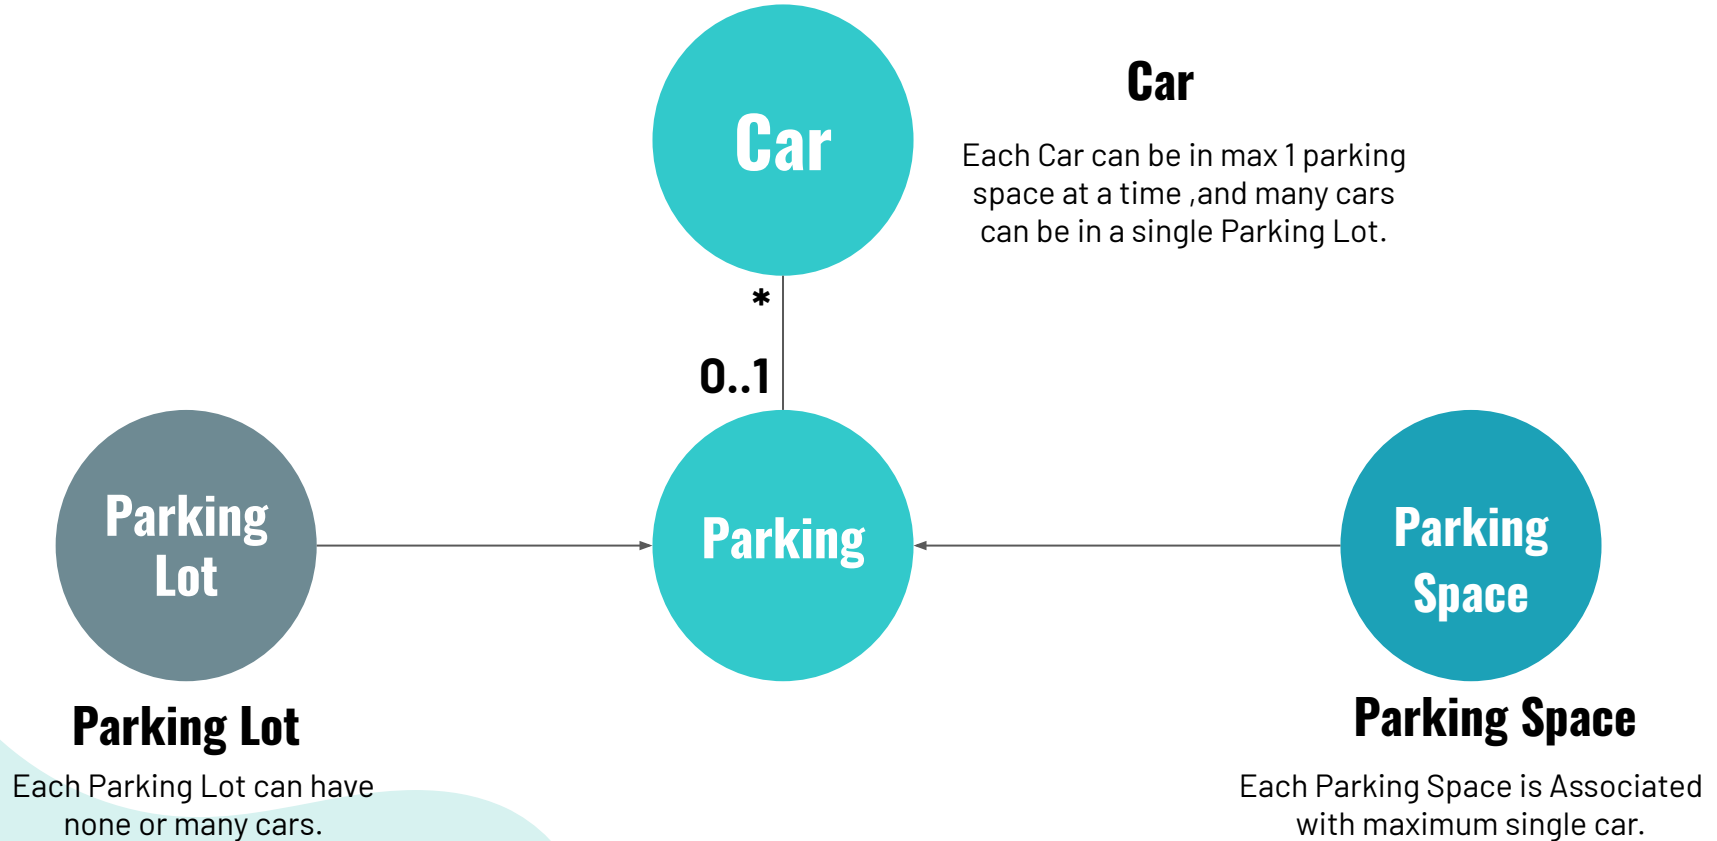 Car
Car
Each Car can be in max 1 parking
space at a time ,and many cars
can be in a single Parking Lot.
*
0..1
Parking
Lot
Parking
Parking
Space
Parking Lot
Each Parking Lot can have
none or many cars.
Parking Space
Each Parking Space is Associated
with maximum single car.